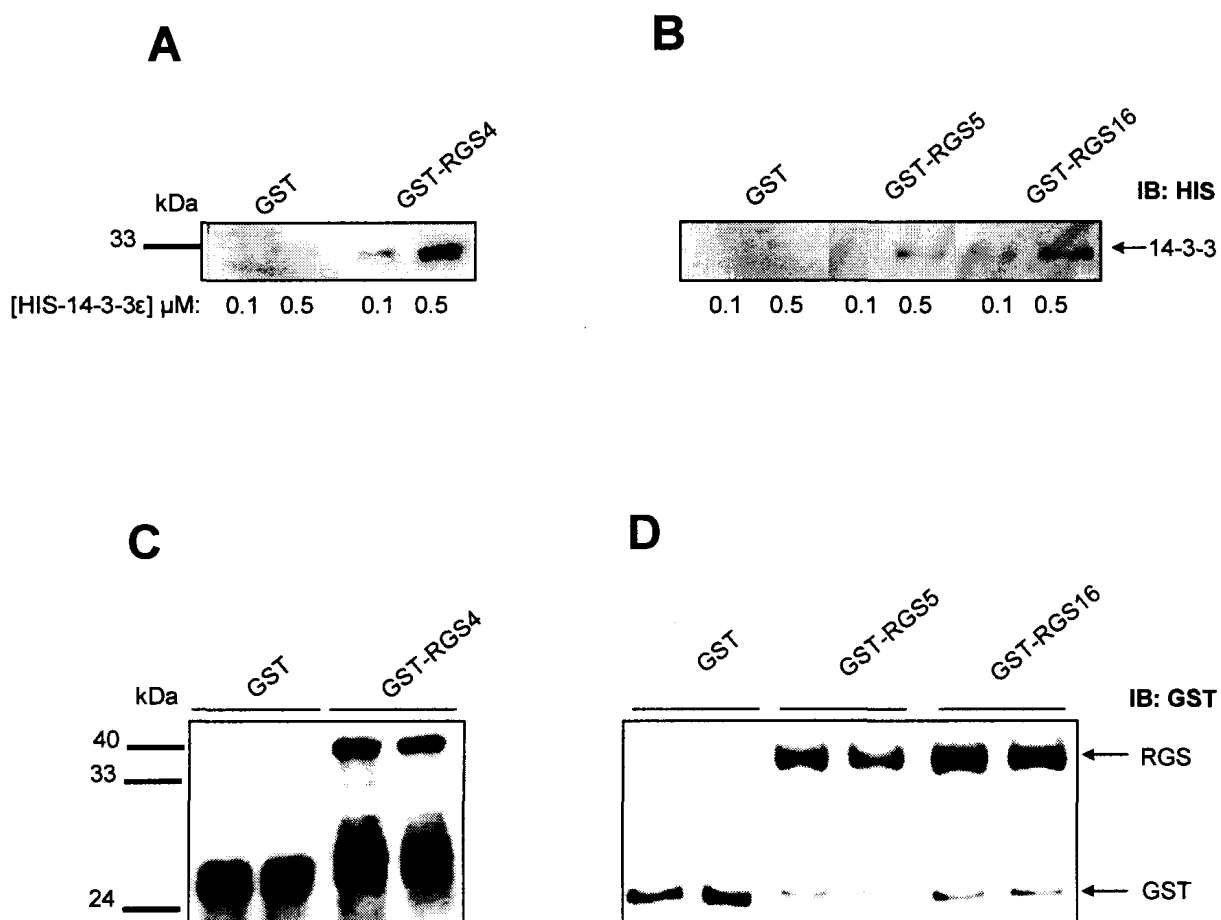 A
B
GST
GST-RGS4
GST
GST-RGS5
GST-RGS16
IB: HIS
kDa
33
14-3-3
[HIS-14-3-3ε] µM: 0.1 0.5 0.1 0.5
0.1 0.5 0.1 0.5 0.1 0.5
C
D
GST
GST-RGS4
GST
GST-RGS5
GST-RGS16
kDa
IB: GST
40
33
24
RGS
GST